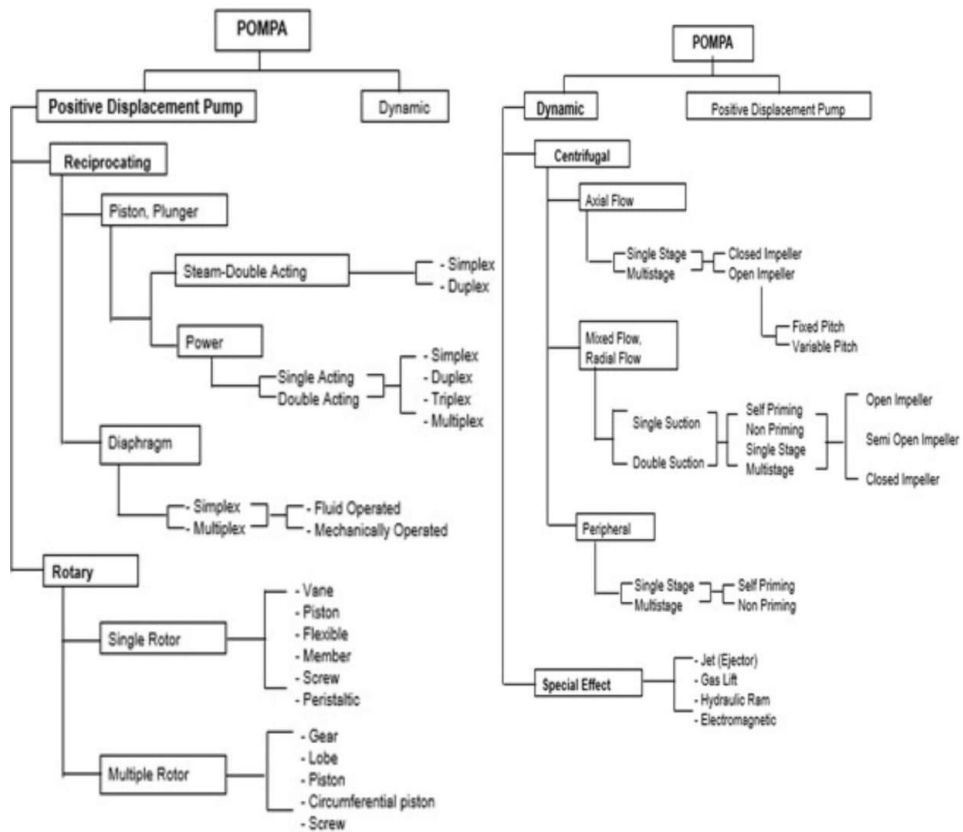 POMPA
Positive Displacement Pump
Dynamic
Reciprocating
Piston, Plunger
Steam-Double Acting
- Simplex
- Duplex
Power
Single Acting
Double Acting
- Simplex
- Duplex
- Triplex
- Multiplex
Diaphragm
- Simplex
- Multiplex
- Fluid Operated
- Mechanically Operated
Rotary
Single Rotor
- Vane
- Piston
- Flexible
- Member
- Screw
- Peristaltic
Multiple Rotor
- Gear
- Lobe
- Piston
- Circumferential piston
- Screw
POMPA
Dynamic
Positive Displacement Pump
Centrifugal
Axial Flow
Single Stage
Multistage
Closed Impeller
Open Impeller
Fixed Pitch
Variable Pitch
Mixed Flow,
Radial Flow
Single Suction
Double Suction
Self Priming
Non Priming
Single Stage
Multistage
Open Impeller
Semi Open Impeller
Closed Impeller
Peripheral
Single Stage
Multistage
Self Priming
Non Priming
Special Effect
- Jet (Ejector)
- Gas Lift
- Hydraulic Ram
- Electromagnetic